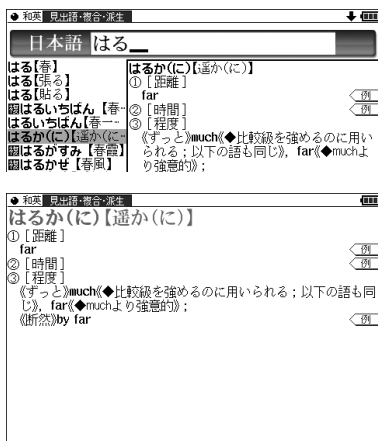 和英 見出語・複合・派生
日本語 はる
はる【春】
はる【張る】
はる【貼る】
はるいちばん【春…
はるいちばん【春一…
はるか(に)【遥か(に…
はるがすみ【春霞】
はるかぜ【春風】
はるか(に)【遥か(に)】
①[距離]
far 例
②[時間] 例
③[程度]
《ずっと》much《◆比較級を強めるのに用い
られる；以下の語も同じ》, far《◆muchよ
り強意的》;
和英 見出語・複合・派生
はるか(に)【遥か(に)】
①[距離]
far 例
②[時間] 例
③[程度]
《ずっと》much《◆比較級を強めるのに用いられる；以下の語も同
じ》, far《◆muchより強意的》;
《断然》by far 例